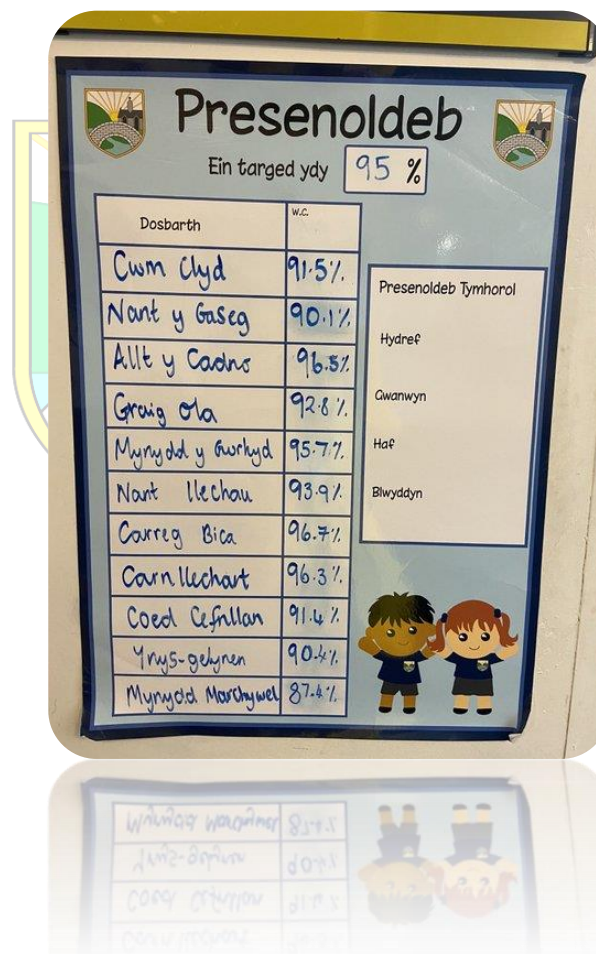 Presenoldeb
Ein targed ydy 95 %
Dosbarth w.c.
Cwm Clyd 91.5%
Nant y Gaseg 90.1%
Allt y Cadno 96.5%
Graig Ola 92.8%
Mynydd y Gwrhyd 95.7%
Nant llechau 93.9%
Carreg Bica 96.7%
Carn llechart 96.3%
Coed Cefnllan 91.4%
Ynys-gelynen 90.4%
Mynydd Marchywel 87.4%
Presenoldeb Tymhorol
Hydref
Gwanwyn
Haf
Blwyddyn